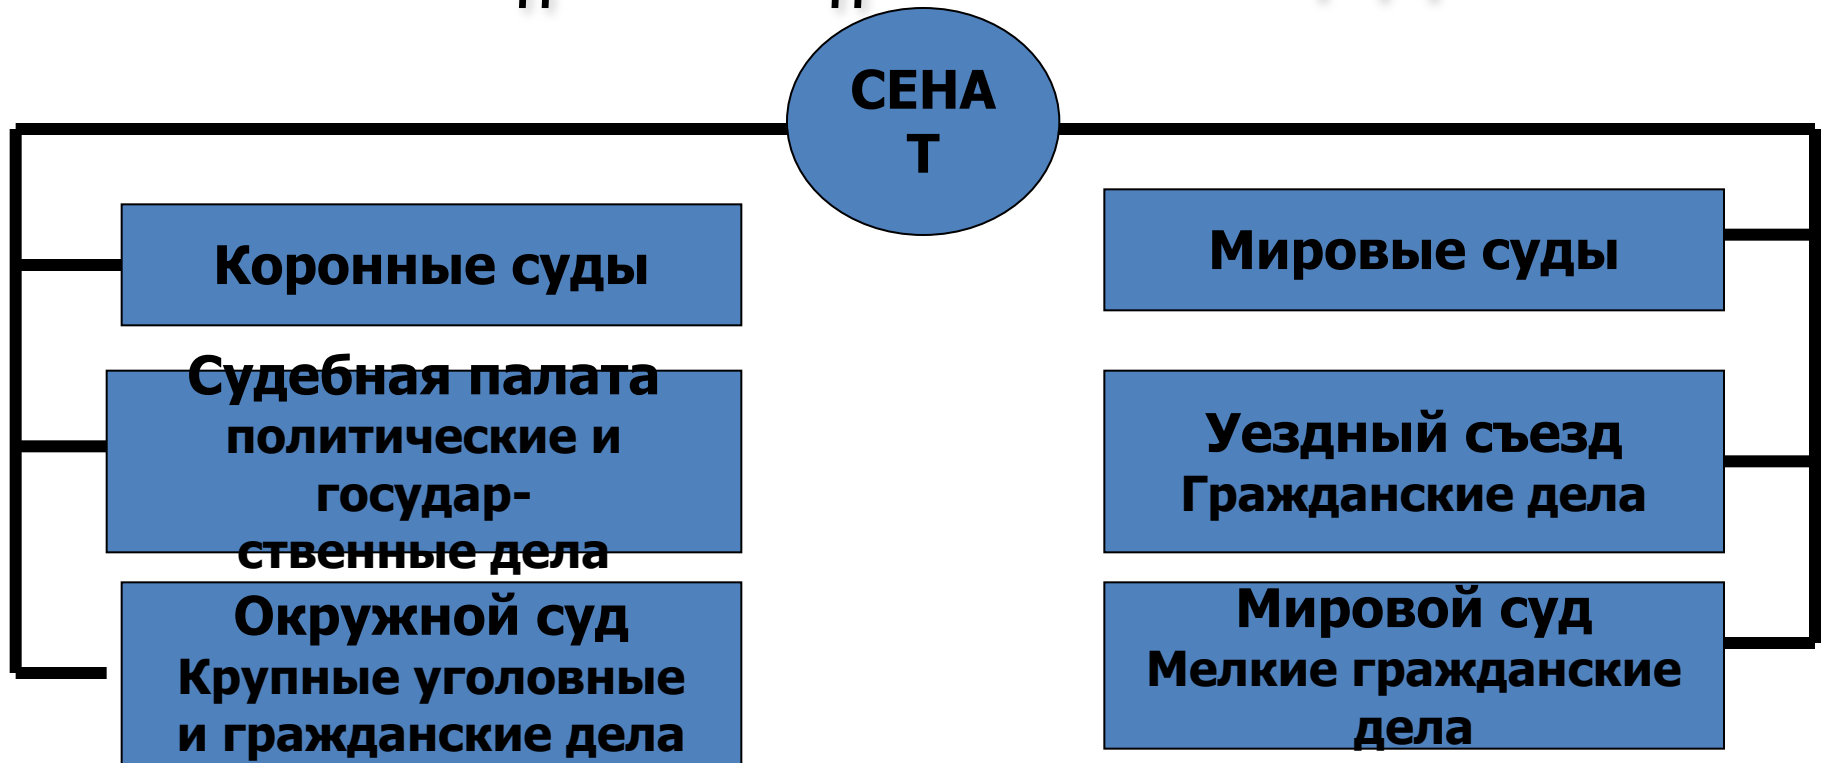 СЕНА
Т
Коронные суды
Судебная палата
политические и
государ-
ственные дела
Окружной суд
Крупные уголовные
и гражданские дела
Мировые суды
Уездный съезд
Гражданские дела
Мировой суд
Мелкие гражданские
дела